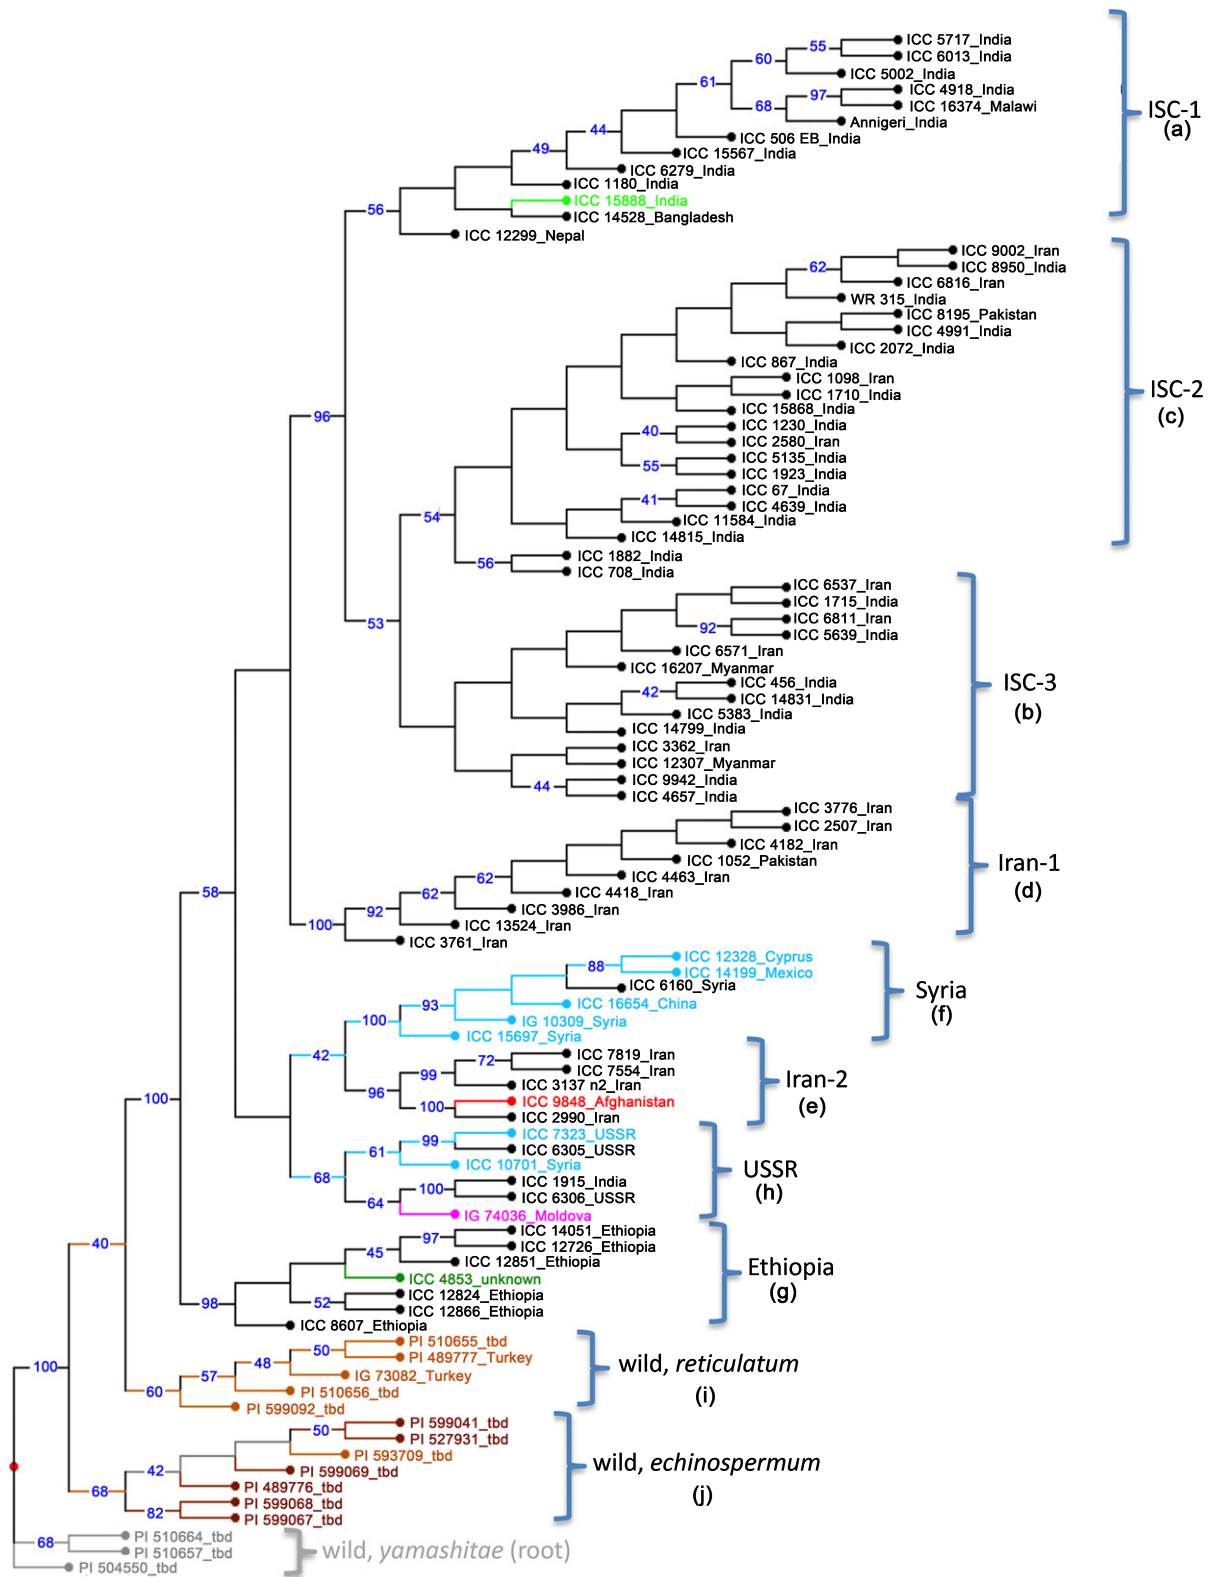 55
ICC 5717_India
ICC 6013_India
60
ICC 5002_India
61
97
ICC 4918_India
68
ICC 16374_Malawi
Annigeri_India
44
ICC 506 EB_India
49
ICC 15567_India
ICC 6279_India
ICC 1180_India
ICC 15888_India
56
ICC 14528_Bangladesh
ICC 12299_Nepal
ISC-1
(a)
ICC 9002_Iran
62
ICC 8950_India
ICC 6816_Iran
WR 315_India
ICC 8195_Pakistan
ICC 4991_India
ICC 2072_India
ICC 867_India
ICC 1098_Iran
ICC 1710_India
ICC 15868_India
96
40
ICC 1230_India
ICC 2580_Iran
55
ICC 5135_India
ICC 1923_India
41
ICC 67_India
ICC 4639_India
54
ICC 11584_India
ICC 14815_India
56
ICC 1882_India
ICC 708_India
ISC-2
(c)
ICC 6537_Iran
ICC 1715_India
53
92
ICC 6811_Iran
ICC 5639_India
ICC 6571_Iran
ICC 16207_Myanmar
42
ICC 456_India
ICC 14831_India
ICC 5383_India
ICC 14799_India
ICC 3362_Iran
ICC 12307_Myanmar
44
ICC 9942_India
ICC 4657_India
ISC-3
(b)
ICC 3776_Iran
ICC 2507_Iran
ICC 4182_Iran
ICC 1052_Pakistan
62
ICC 4463_Iran
58
62
ICC 4418_Iran
92
ICC 3986_Iran
100
ICC 13524_Iran
ICC 3761_Iran
Iran-1
(d)
88
ICC 12328_Cyprus
ICC 14199_Mexico
ICC 6160_Syria
93
ICC 16654_China
100
IG 10309_Syria
ICC 15697_Syria
Syria
(f)
42
72
ICC 7819_Iran
99
ICC 7554_Iran
96
ICC 3137 n2_Iran
100
100
ICC 9848_Afghanistan
ICC 2990_Iran
Iran-2
(e)
99
ICC 7323_USSR
61
ICC 6305_USSR
68
ICC 10701_Syria
100
ICC 1915_India
64
ICC 6306_USSR
IG 74036_Moldova
USSR
(h)
40
97
ICC 14051_Ethiopia
45
ICC 12726_Ethiopia
ICC 12851_Ethiopia
ICC 4853_unknown
98
52
ICC 12824_Ethiopia
ICC 12866_Ethiopia
ICC 8607_Ethiopia
Ethiopia
(g)
100
50
PI 510655_tbd
48
PI 489777_Turkey
57
IG 73082_Turkey
60
PI 510656_tbd
PI 599092_tbd
wild, reticulatum
(i)
50
PI 599041_tbd
PI 527931_tbd
PI 593709_tbd
42
PI 599069_tbd
68
PI 489776_tbd
82
PI 599068_tbd
PI 599067_tbd
wild, echinospermum
(j)
68
PI 510664_tbd
PI 510657_tbd
PI 504550_tbd
wild, yamashitae (root)